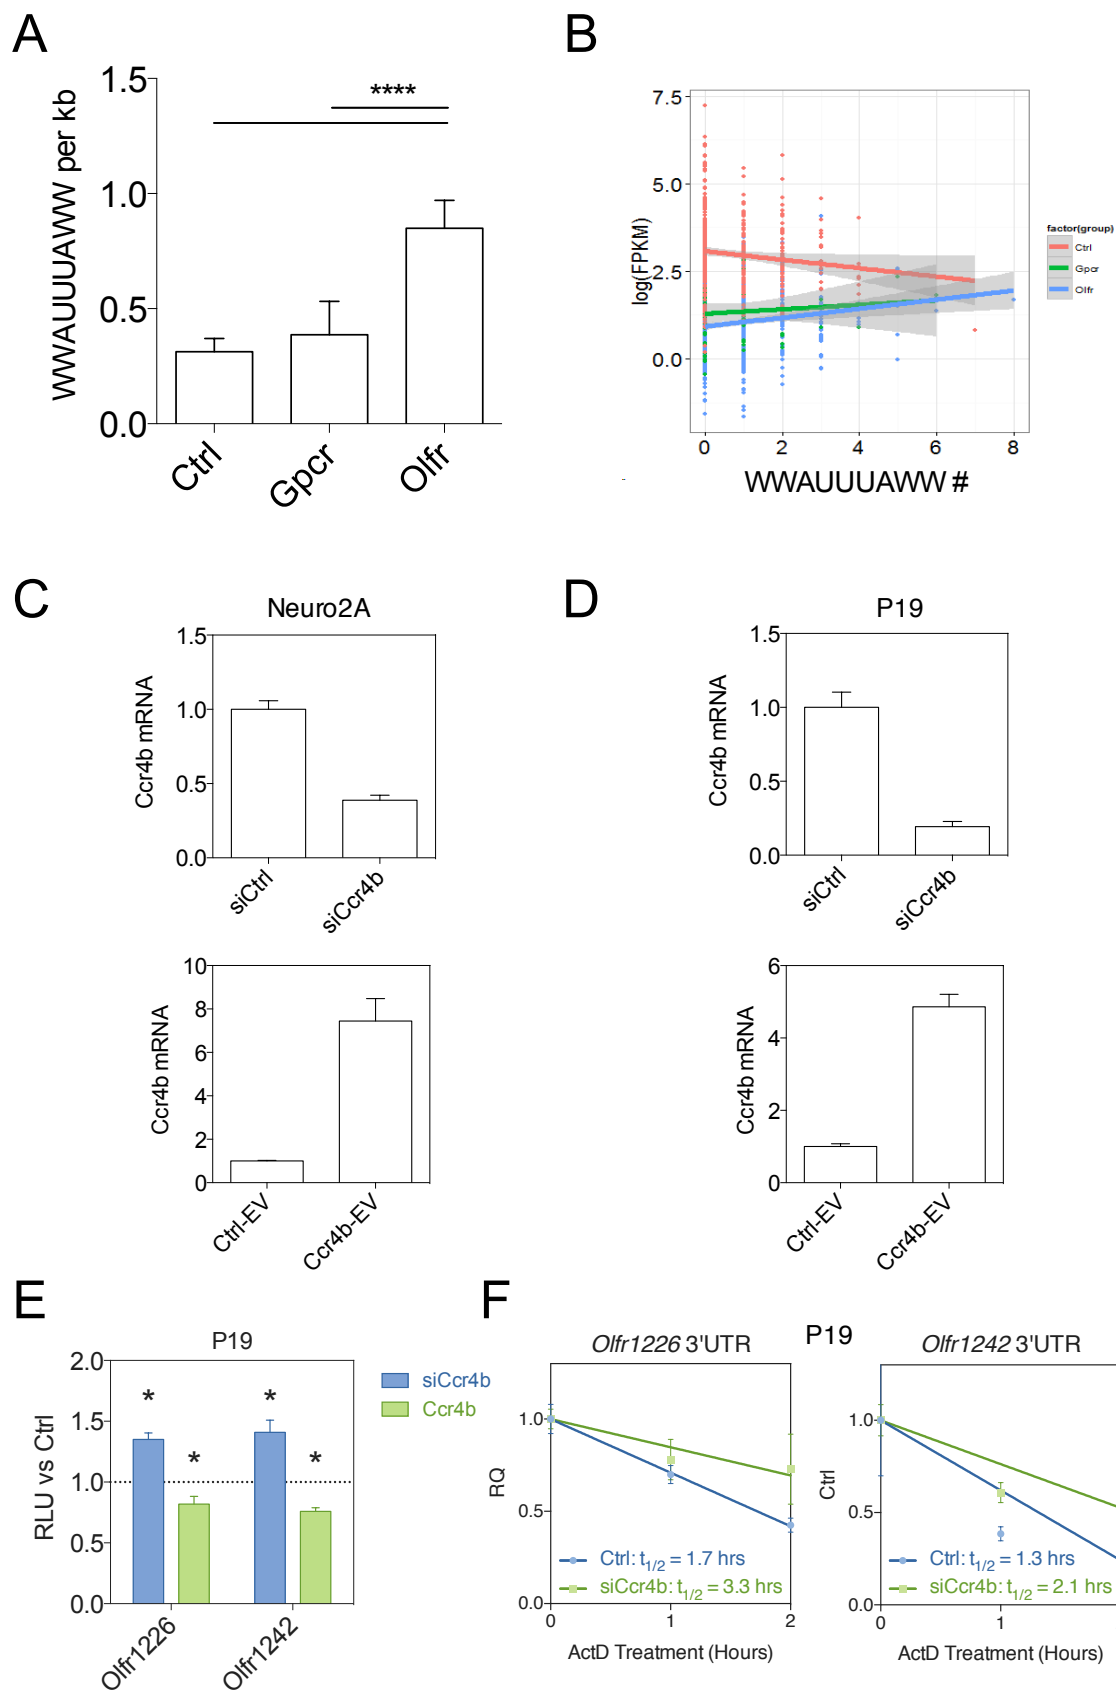 A
WWAUUUAWW per kb
1.5
1.0
0.5
0.0
****
Ctrl
Gpcr
Olfr
B
log(FPKM)
7.5
5.0
2.5
0.0
0
2
4
6
8
WWAUUUAWW #
factor(group)
Ctrl
Gpcr
Olfr
C
Neuro2A
Ccr4b mRNA
1.5
1.0
0.5
0.0
siCtrl
siCcr4b
Ccr4b mRNA
10
8
6
4
2
0
Ctrl-EV
Ccr4b-EV
D
P19
Ccr4b mRNA
1.5
1.0
0.5
0.0
siCtrl
siCcr4b
Ccr4b mRNA
6
4
2
0
Ctrl-EV
Ccr4b-EV
E
P19
RLU vs Ctrl
2.0
1.5
1.0
0.5
0.0
* *
* *
siCcr4b
Ccr4b
Olfr1226
Olfr1242
F
P19
Olfr1226 3'UTR
RQ
1.0
0.5
0.0
Ctrl: t1/2 = 1.7 hrs
siCcr4b: t1/2 = 3.3 hrs
0
1
2
ActD Treatment (Hours)
Olfr1242 3'UTR
Ctrl
1.0
0.5
0.0
Ctrl: t1/2 = 1.3 hrs
siCcr4b: t1/2 = 2.1 hrs
0
1
ActD Treatment (Hours)